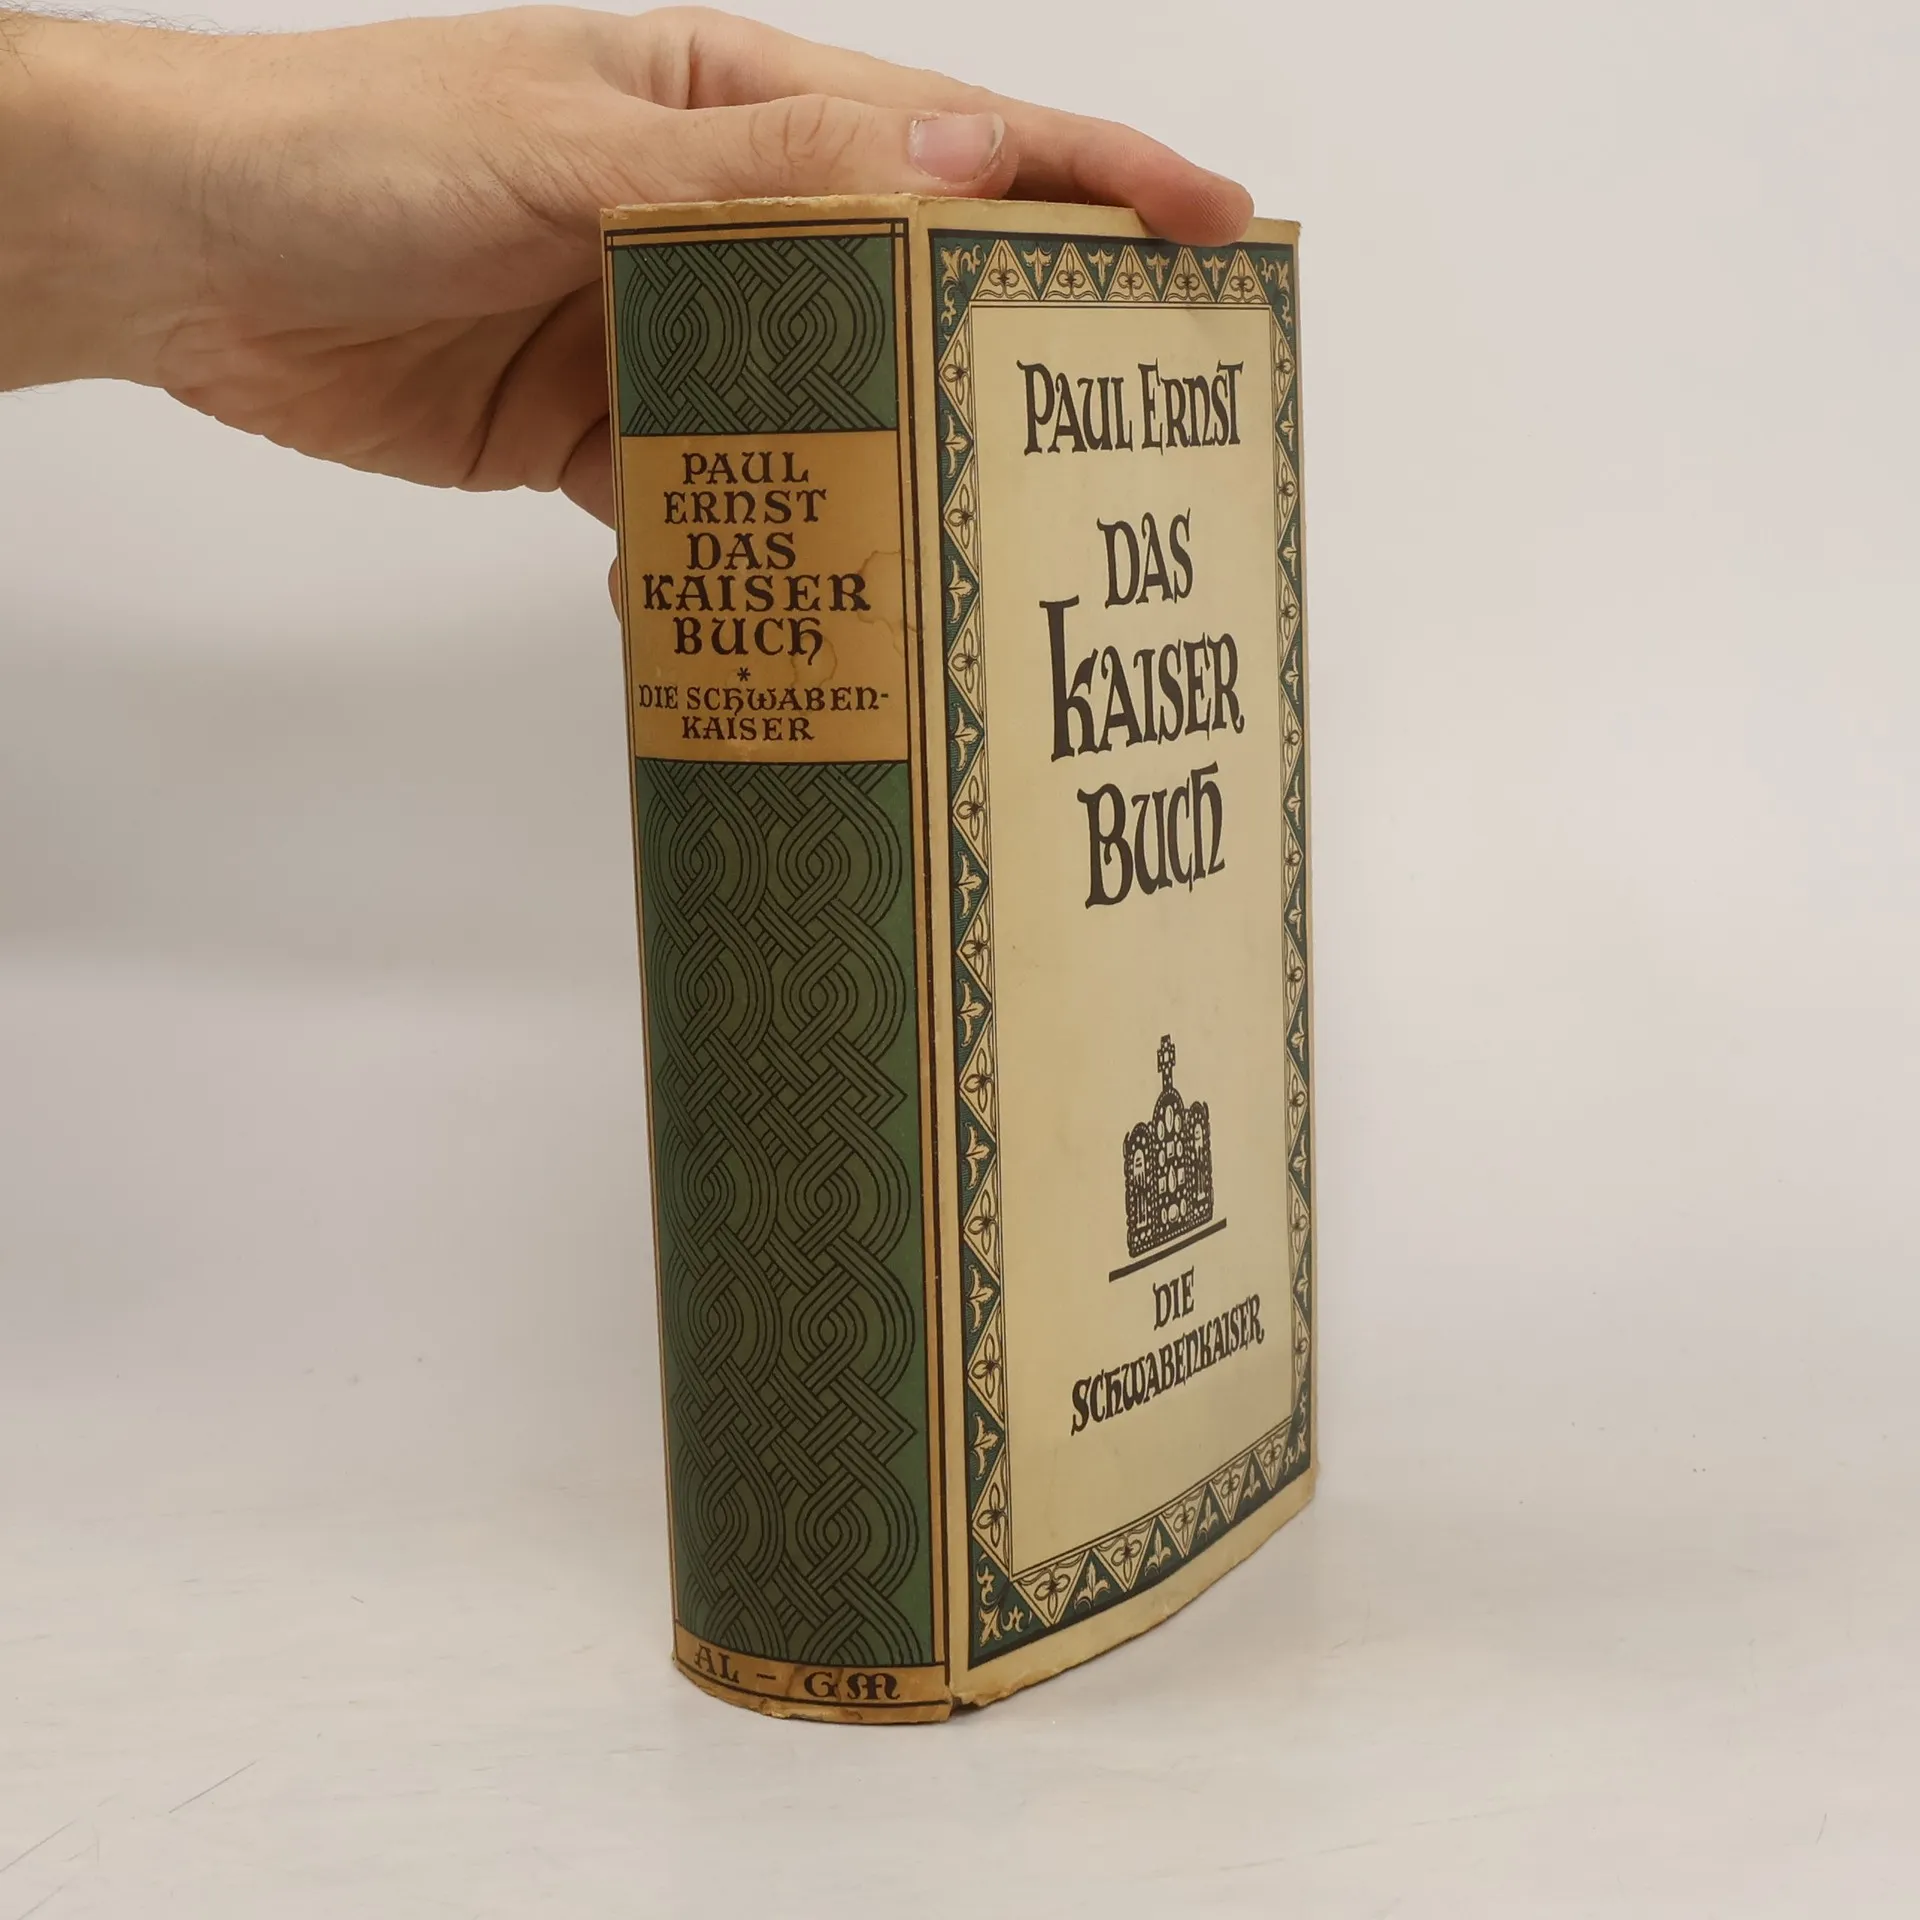 PAUL
ERNST
DAS
KAISER
BUCH
*
DIE SCHWABEN-
KAISER
AL - GM
PAUL ERNST
DAS
KAISER
BUCH
DIE
SCHWABENKAISER